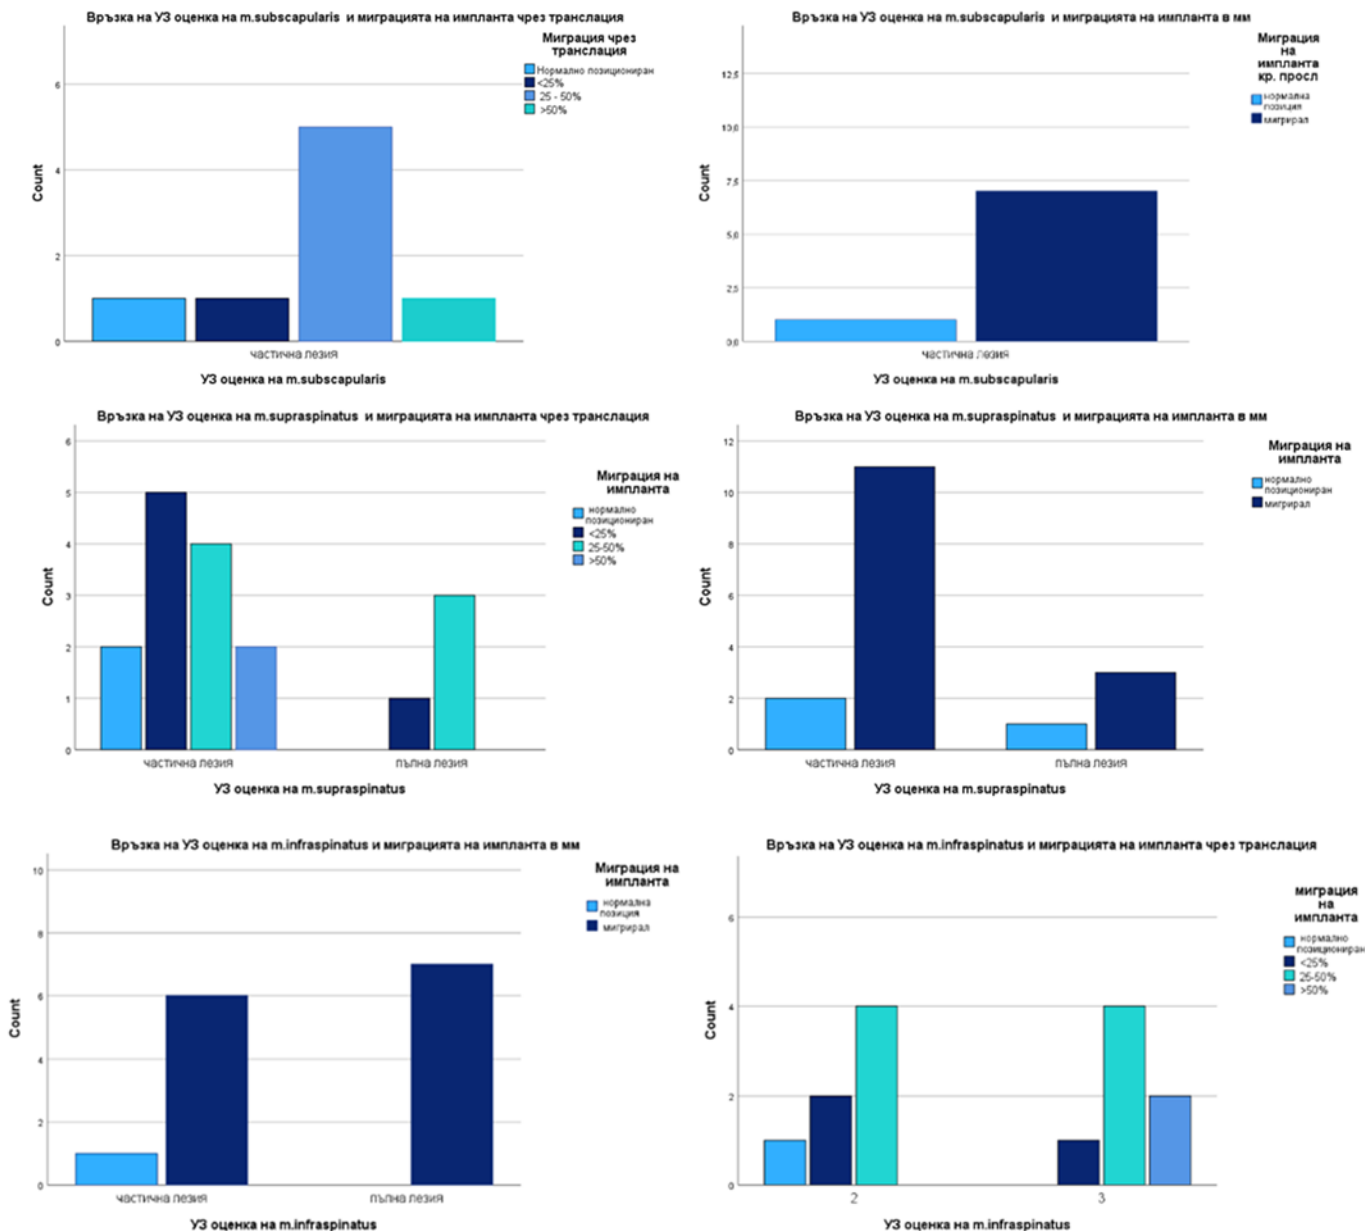 Връзка на УЗ оценка на m.subscapularis и миграцията на импланта чрез транслация
Миграция чрез
транслация
Нормално позициониран
<25%
25 - 50%
>50%
6
4
2
0
Count
частична лезия
УЗ оценка на m.subscapularis
Връзка на УЗ оценка на m.subscapularis и миграцията на импланта в мм
Миграция
на
импланта
кр. просл
нормална
позиция
мигрирал
12,5
10,0
7,5
5,0
2,5
0,0
Count
частична лезия
УЗ оценка на m.subscapularis
Връзка на УЗ оценка на m.supraspinatus и миграцията на импланта чрез транслация
Миграция на
импланта
нормално
позициониран
<25%
25-50%
>50%
6
5
4
3
2
1
0
Count
частична лезия
пълна лезия
УЗ оценка на m.supraspinatus
Връзка на УЗ оценка на m.supraspinatus и миграцията на импланта в мм
Миграция на
импланта
нормално
позициониран
мигрирал
12
10
8
6
4
2
0
Count
частична лезия
пълна лезия
УЗ оценка на m.supraspinatus
Връзка на УЗ оценка на m.infraspinatus и миграцията на импланта в мм
Миграция на
импланта
нормална
позиция
мигрирал
10
8
6
4
2
0
Count
частична лезия
пълна лезия
УЗ оценка на m.infraspinatus
Връзка на УЗ оценка на m.infraspinatus и миграцията на импланта чрез транслация
миграция
на
импланта
нормално
позициониран
<25%
25-50%
>50%
6
4
2
0
Count
2
3
УЗ оценка на m.infraspinatus